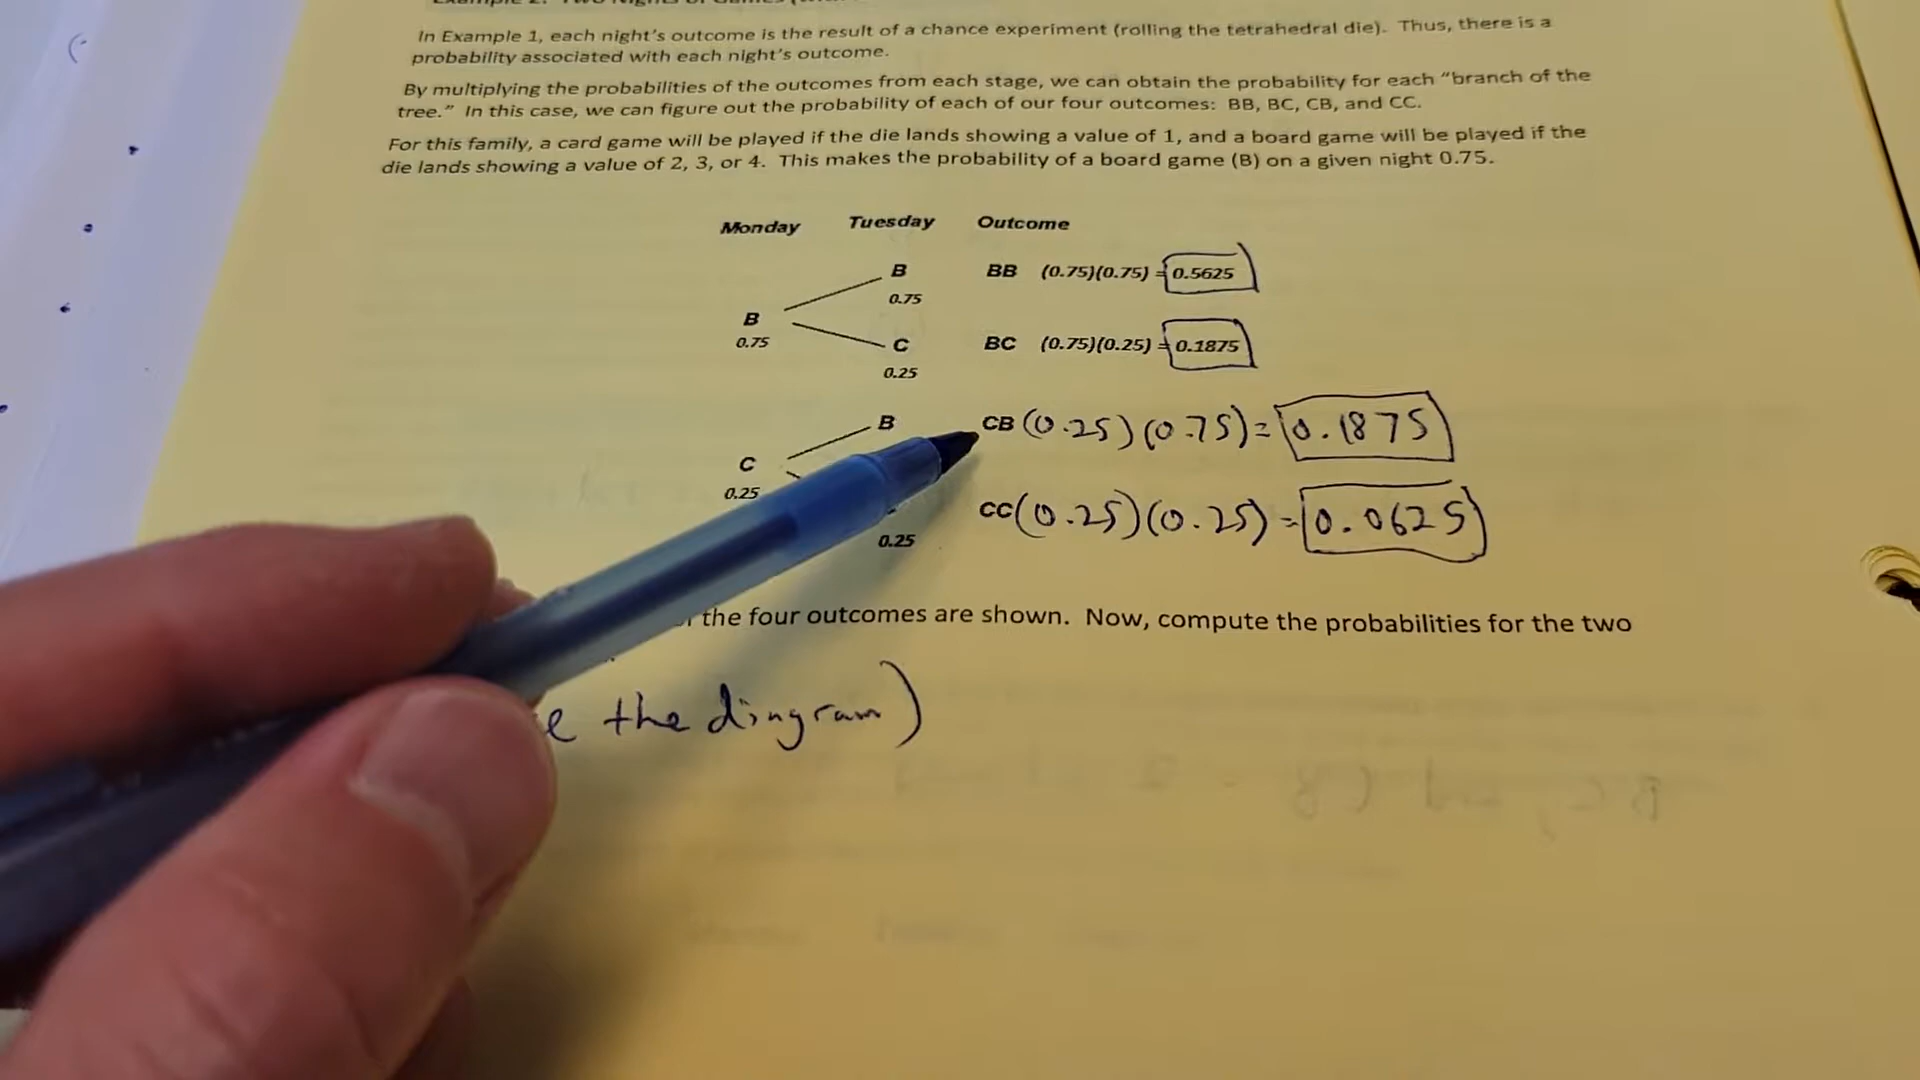 In Example 1, each night's outcome is the result of a chance experiment (rolling the tetrahedral die). Thus, there is a
probability associated with each night's outcome.
By multiplying the probabilities of the outcomes from each stage, we can obtain the probability for each “branch of the
tree.” In this case, we can figure out the probability of each of our four outcomes: BB, BC, CB, and CC.
For this family, a card game will be played if the die lands showing a value of 1, and a board game will be played if the
die lands showing a value of 2, 3, or 4. This makes the probability of a board game (B) on a given night 0.75.
Monday Tuesday Outcome
B BB (0.75)(0.75) = 0.5625
0.75
B
0.75
C BC (0.75)(0.25) = 0.1875
0.25
B CB (0.25)(0.75)= 0.1875
C
0.25
CC (0.25)(0.25) = 0.0625
0.25
the four outcomes are shown. Now, compute the probabilities for the two
the diagram)